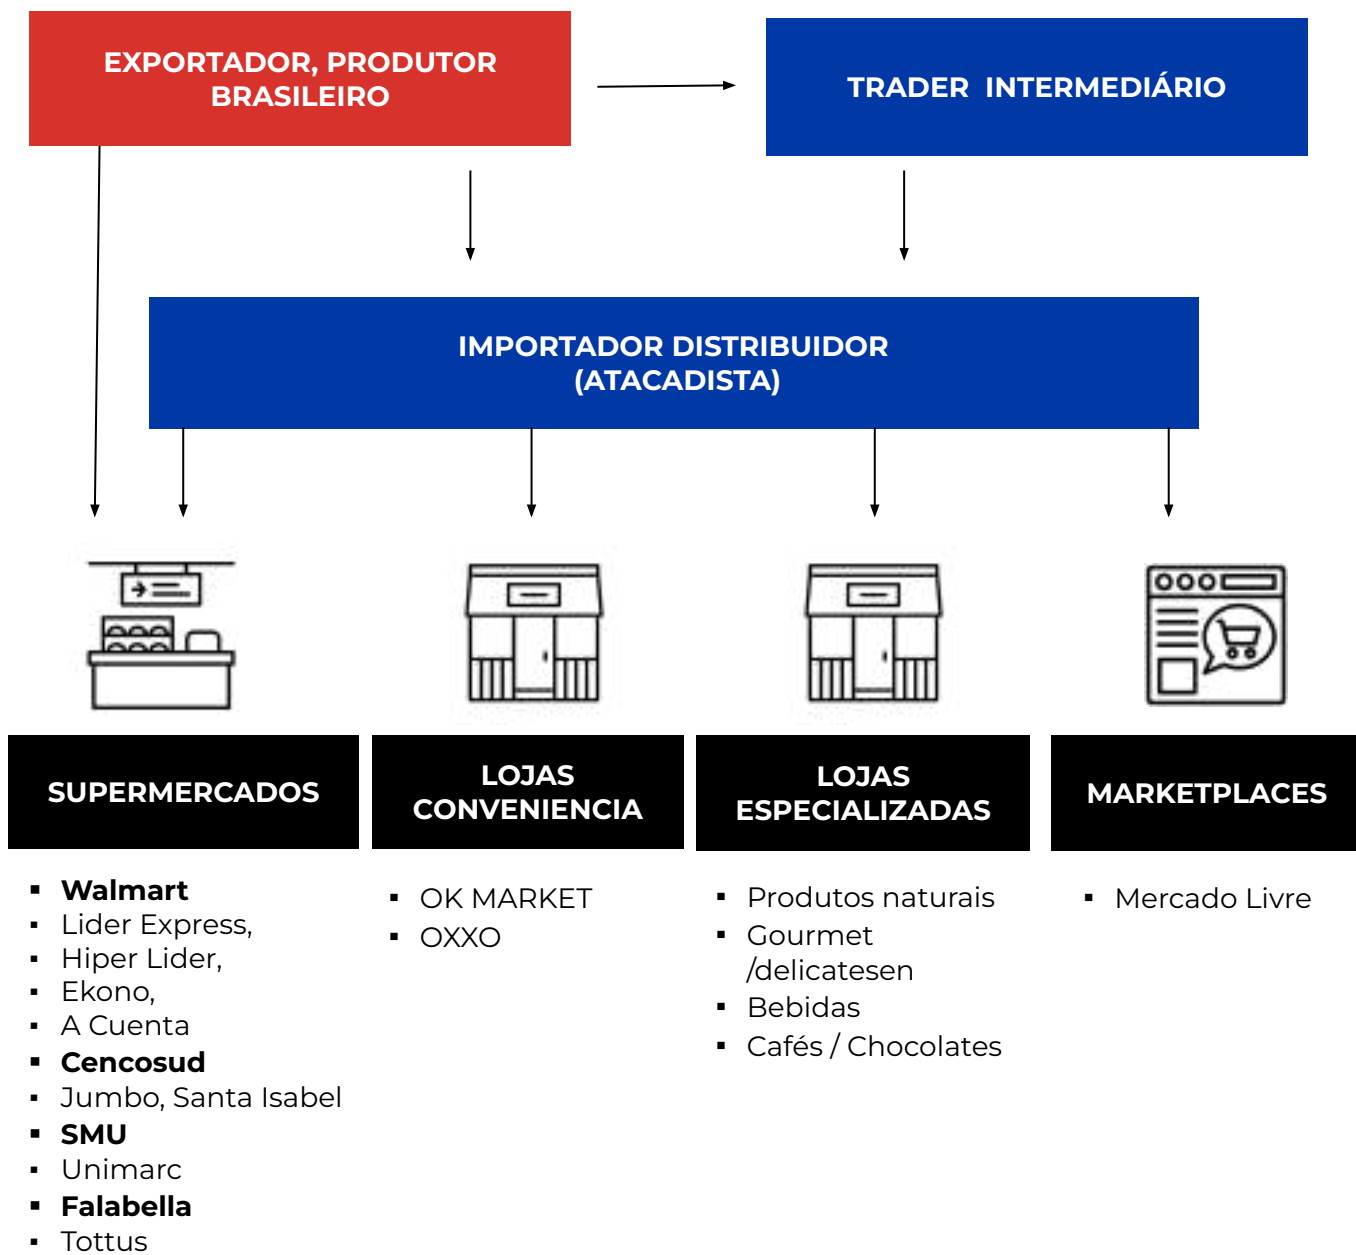 EXPORTADOR, PRODUTOR
BRASILEIRO
TRADER  INTERMEDIÁRIO
IMPORTADOR DISTRIBUIDOR
(ATACADISTA)
SUPERMERCADOS
LOJAS
CONVENIENCIA
LOJAS
ESPECIALIZADAS
MARKETPLACES
▪ Walmart
▪ Lider Express,
▪ Hiper Lider,
▪ Ekono,
▪ A Cuenta
▪ Cencosud
▪ Jumbo, Santa Isabel
▪ SMU
▪ Unimarc
▪ Falabella
▪ Tottus
▪ OK MARKET
▪ OXXO
▪ Produtos naturais
▪ Gourmet
/delicatesen
▪ Bebidas
▪ Cafés / Chocolates
▪ Mercado Livre